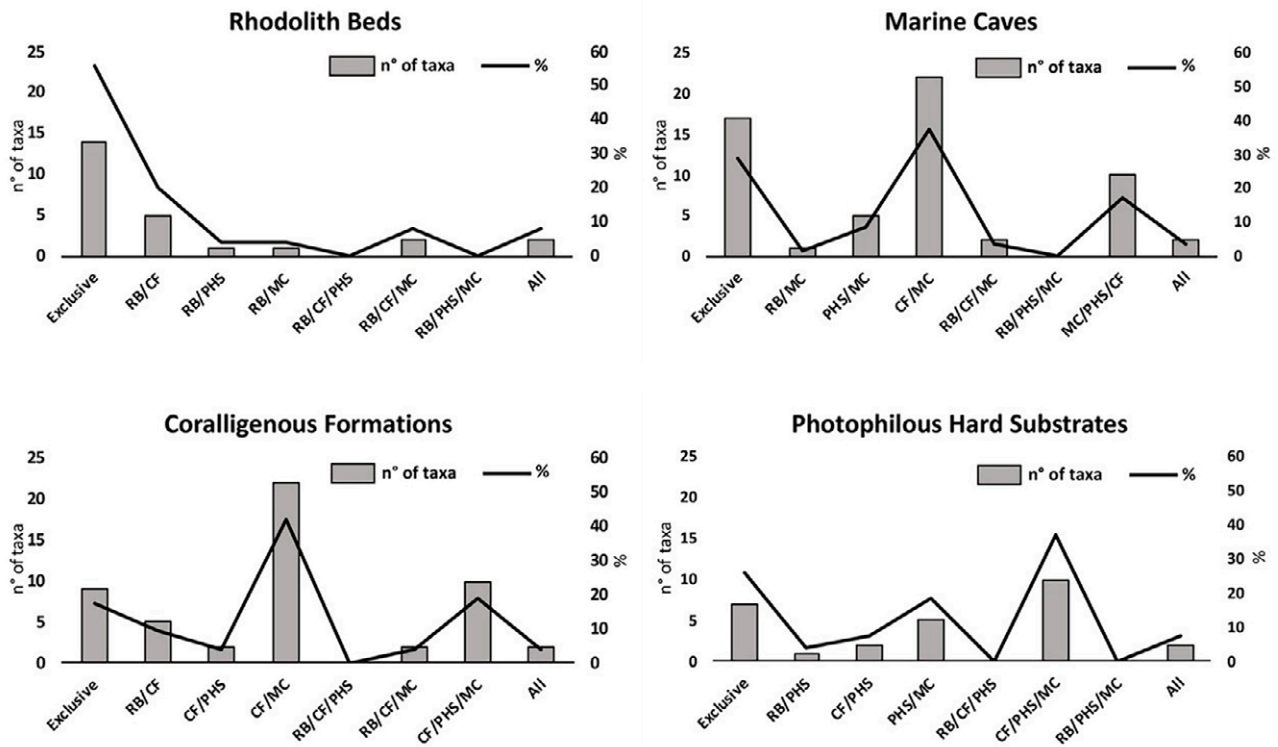 Rhodolith Beds
n° of taxa %
25
20
15
10
5
0
n° of taxa
60
50
40
30
20
10
0
%
Exclusive
RB/CF
RB/PHS
RB/MC
RB/CF/PHS
RB/CF/MC
RB/PHS/MC
All
Marine Caves
n° of taxa %
25
20
15
10
5
0
n° of taxa
60
50
40
30
20
10
0
%
Exclusive
RB/MC
PHS/MC
CF/MC
RB/CF/MC
RB/PHS/MC
MC/PHS/CF
All
Coralligenous Formations
n° of taxa %
25
20
15
10
5
0
n° of taxa
60
50
40
30
20
10
0
%
Exclusive
RB/CF
CF/PHS
CF/MC
RB/CF/PHS
RB/CF/MC
CF/PHS/MC
All
Photophilous Hard Substrates
n° of taxa %
25
20
15
10
5
0
n° of taxa
60
50
40
30
20
10
0
%
Exclusive
RB/PHS
CF/PHS
PHS/MC
RB/CF/PHS
CF/PHS/MC
RB/PHS/MC
All